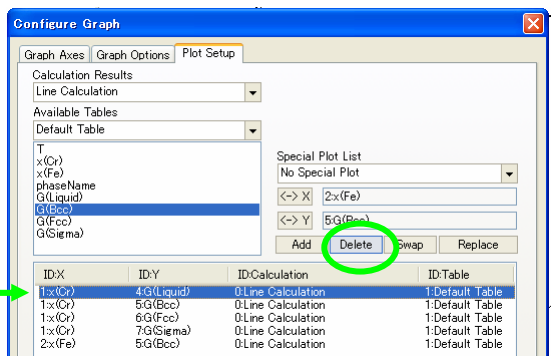 Configure Graph
Graph Axes Graph Options Plot Setup
Calculation Results
Line Calculation
Available Tables
Default Table
T
x(Cr)
x(Fe)
phaseName
G(Liquid)
G(Bcc)
G(Fcc)
G(Sigma)
Special Plot List
No Special Plot
<-> X 2:x(Fe)
<-> Y 5:G(Bcc)
Add Delete Swap Replace
ID:X ID:Y ID:Calculation ID:Table
1:x(Cr) 4:G(Liquid) 0:Line Calculation 1:Default Table
1:x(Cr) 5:G(Bcc) 0:Line Calculation 1:Default Table
1:x(Cr) 6:G(Fcc) 0:Line Calculation 1:Default Table
1:x(Cr) 7:G(Sigma) 0:Line Calculation 1:Default Table
2:x(Fe) 5:G(Bcc) 0:Line Calculation 1:Default Table